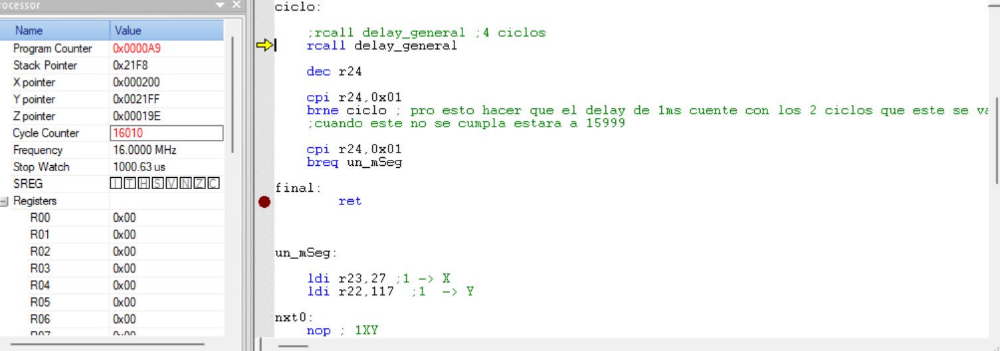 rocessor
Name Value
Program Counter 0x0000A9
Stack Pointer 0x21F8
X pointer 0x000200
Y pointer 0x0021FF
Z pointer 0x00019E
Cycle Counter 16010
Frequency 16.0000 MHz
Stop Watch 1000.63 us
SREG I T H S V N Z C
Registers
R00 0x00
R01 0x00
R02 0x00
R03 0x00
R04 0x00
R05 0x00
R06 0x00
R07 0x00
ciclo:
;rcall delay_general ;4 ciclos
rcall delay_general
dec r24
cpi r24,0x01
brne ciclo ; pro esto hacer que el delay de 1ms cuente con los 2 ciclos que este se va
;cuando este no se cumpla estara a 15999
cpi r24,0x01
breq un_mSeg
final:
ret
un_mSeg:
ldi r23,27 ;1 -> X
ldi r22,117 ;1 -> Y
nxt0:
nop ; 1XY